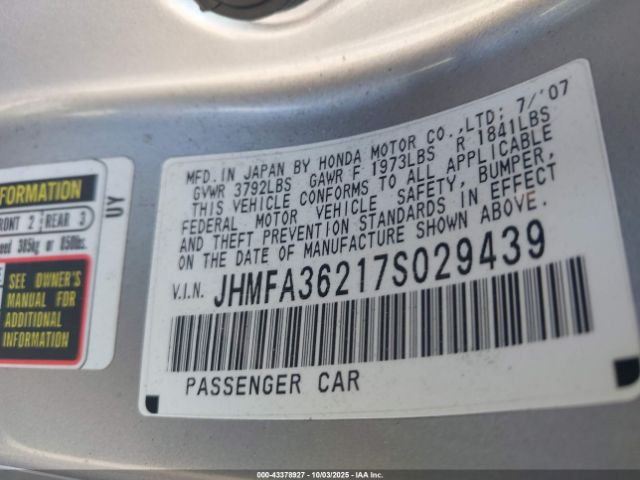 INFORMATION
FRONT 2 REAR 3
385kg or 850lbs.
SEE OWNER'S
MANUAL FOR
ADDITIONAL
INFORMATION
UY
MFD. IN JAPAN BY HONDA MOTOR CO.,LTD; 7/'07
GVWR 3792LBS GAWR F 1973LBS R 1841LBS
THIS VEHICLE CONFORMS TO ALL APPLICABLE
FEDERAL MOTOR VEHICLE SAFETY, BUMPER,
AND THEFT PREVENTION STANDARDS IN EFFECT
ON THE DATE OF MANUFACTURE SHOWN ABOVE.
V.I.N. JHMFA36217S029439
PASSENGER CAR
© 000-43378927 - 10/03/2025 - IAAI Inc.